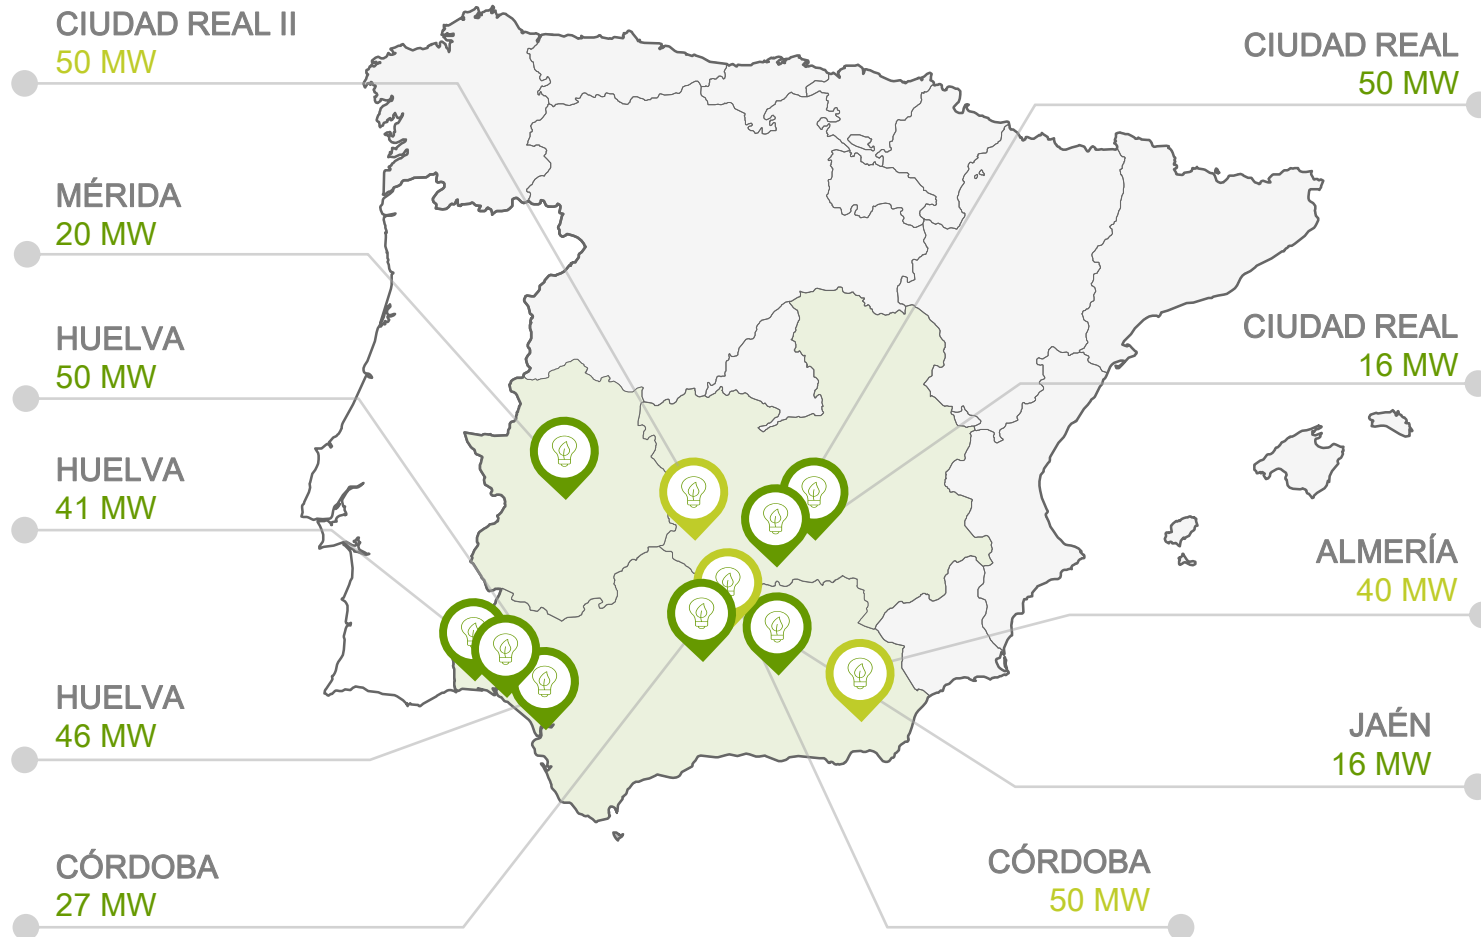 CIUDAD REAL II
50 MW
MÉRIDA
20 MW
HUELVA
50 MW
HUELVA
41 MW
HUELVA
46 MW
CÓRDOBA
27 MW
CIUDAD REAL
50 MW
CIUDAD REAL
16 MW
ALMERÍA
40 MW
JAÉN
16 MW
CÓRDOBA
50 MW